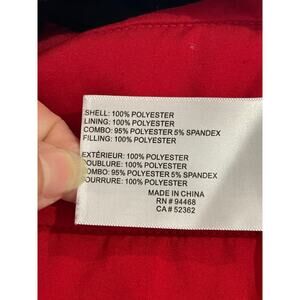 SHELL: 100% POLYESTER
LINING: 100% POLYESTER
COMBO: 95% POLYESTER 5% SPANDEX
FILLING: 100% POLYESTER
EXTÉRIEUR: 100% POLYESTER
DOUBLURE: 100% POLYESTER
COMBO: 95% POLYESTER 5% SPANDEX
FOURRURE: 100% POLYESTER
MADE IN CHINA
RN # 94468
CA # 52362